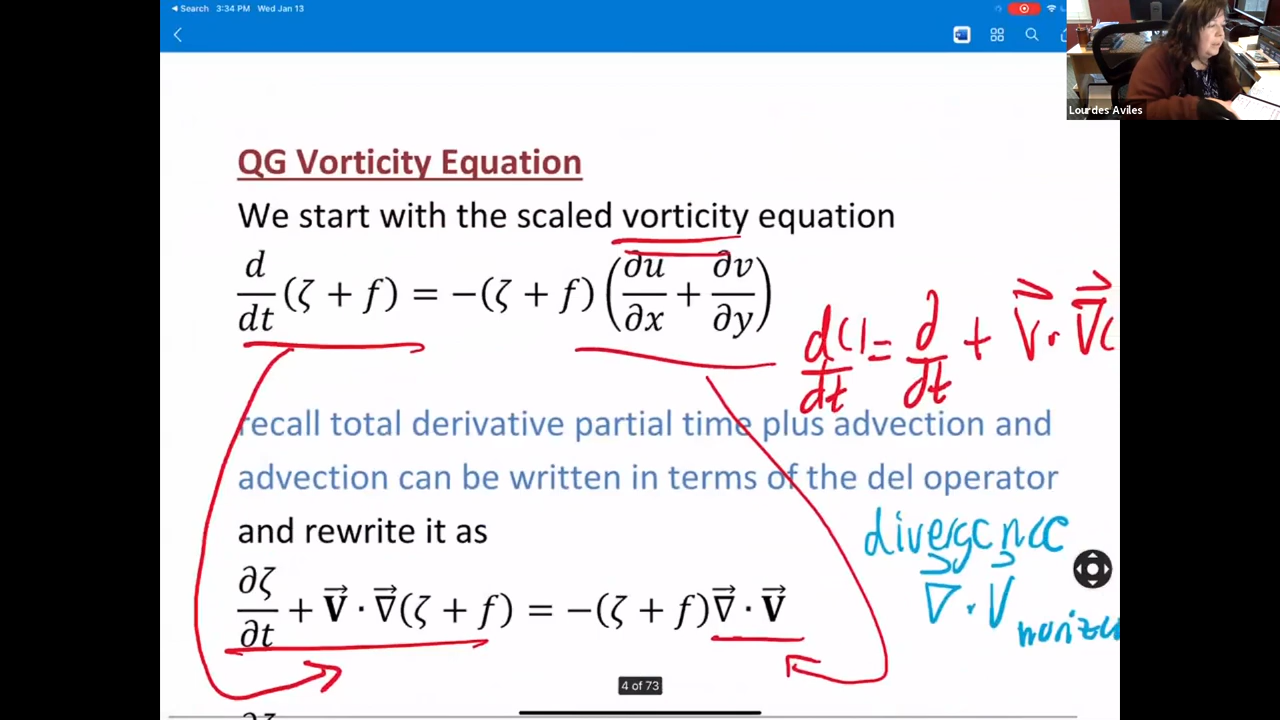 Search 3:34 PM Wed Jan 13
Lourdes Aviles
QG Vorticity Equation
We start with the scaled vorticity equation
d/dt (ζ + f) = −(ζ + f) (∂u/∂x + ∂v/∂y)
d()/dt = ∂/∂t + V⃗ · ∇⃗(
recall total derivative partial time plus advection and
advection can be written in terms of the del operator
and rewrite it as
divergence
∇⃗ · V⃗
∂ζ/∂t + V⃗ · ∇⃗(ζ + f) = −(ζ + f)∇⃗ · V⃗
4 of 73